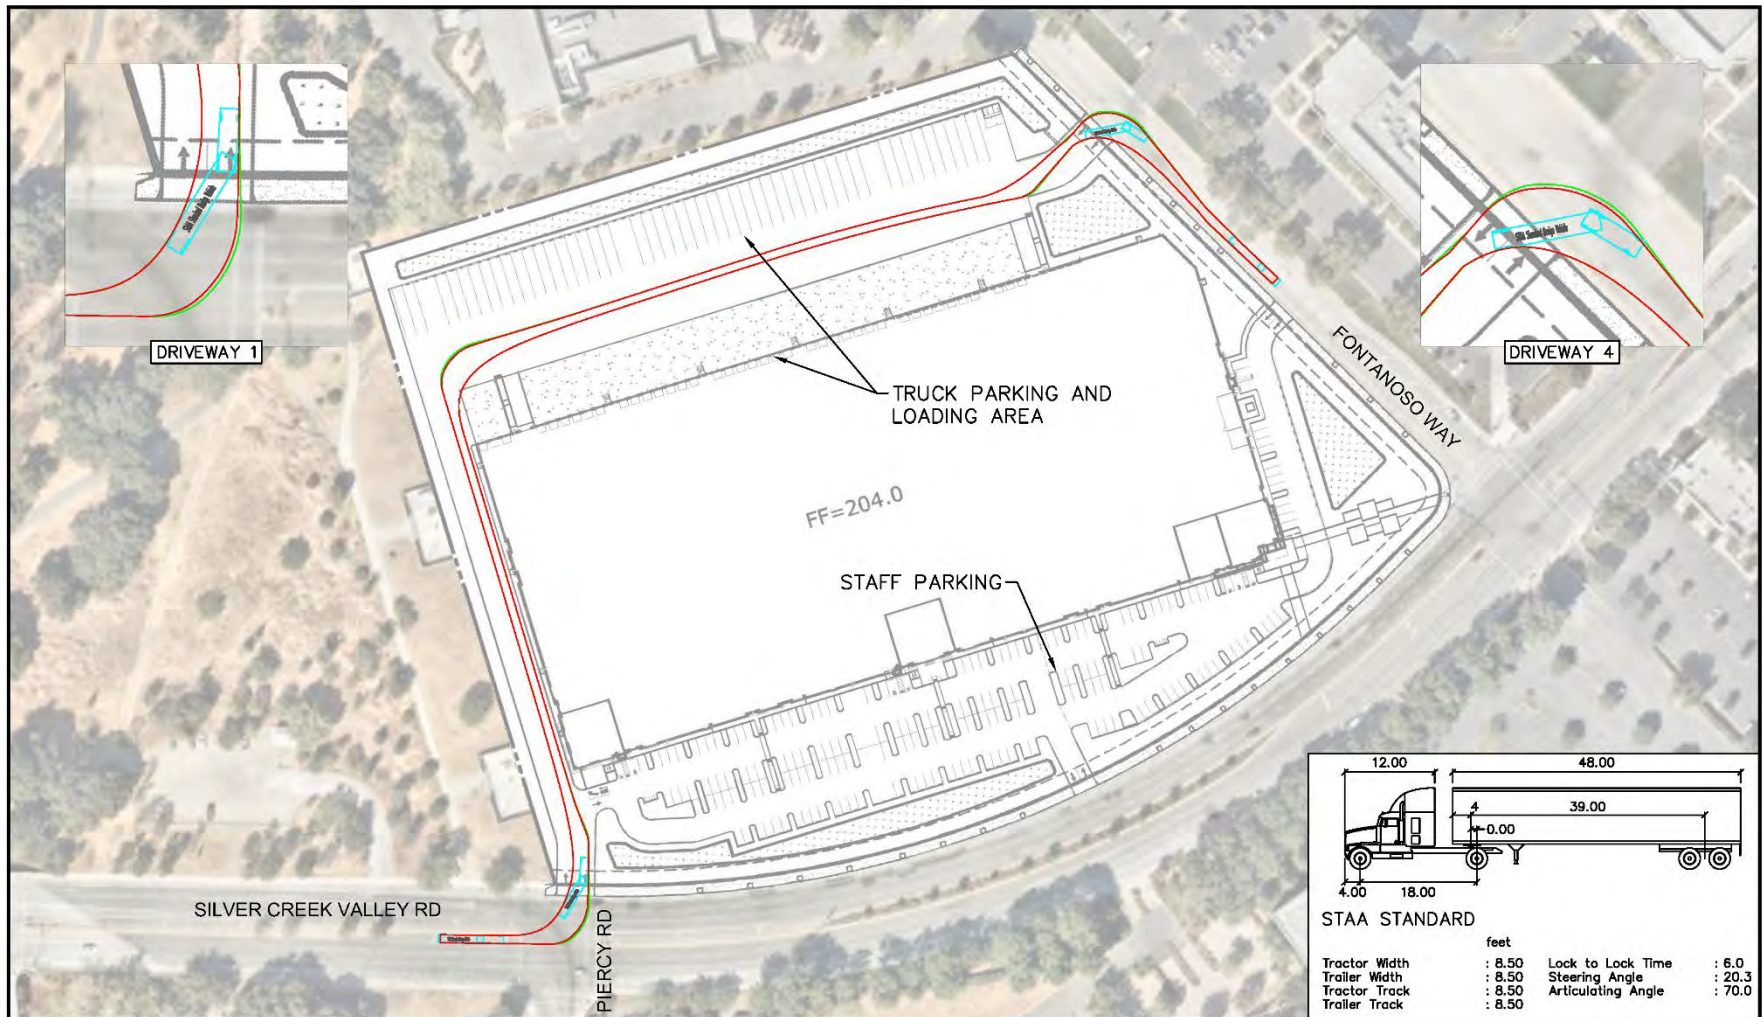 DRIVEWAY 1
DRIVEWAY 4
TRUCK PARKING AND
LOADING AREA
FONTANOSO WAY
FF=204.0
STAFF PARKING
SILVER CREEK VALLEY RD
PIERCY RD
12.00
48.00
4
39.00
0.00
4.00
18.00
STAA STANDARD
feet
Tractor Width : 8.50 Lock to Lock Time : 6.0
Trailer Width : 8.50 Steering Angle : 20.3
Tractor Track : 8.50 Articulating Angle : 70.0
Trailer Track : 8.50